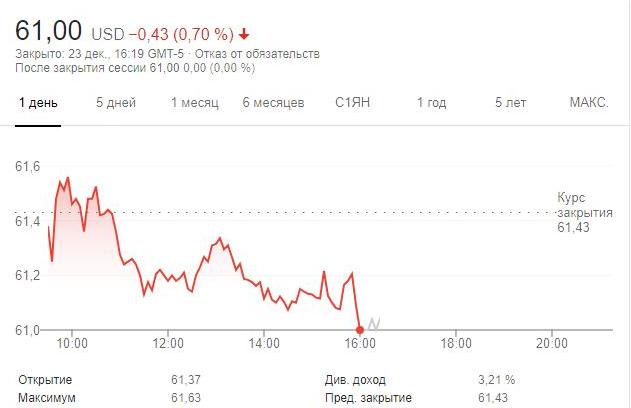 61,00 USD –0,43 (0,70 %) ↓
Закрыто: 23 дек., 16:19 GMT-5 · Отказ от обязательств
После закрытия сессии 61,00 0,00 (0,00 %)
1 день 5 дней 1 месяц 6 месяцев С1ЯН 1 год 5 лет МАКС.
61,6
Курс
61,4 закрытия
61,43
61,2
61,0
10:00 12:00 14:00 16:00 18:00 20:00
Открытие 61,37 Див. доход 3,21 %
Максимум 61,63 Пред. закрытие 61,43